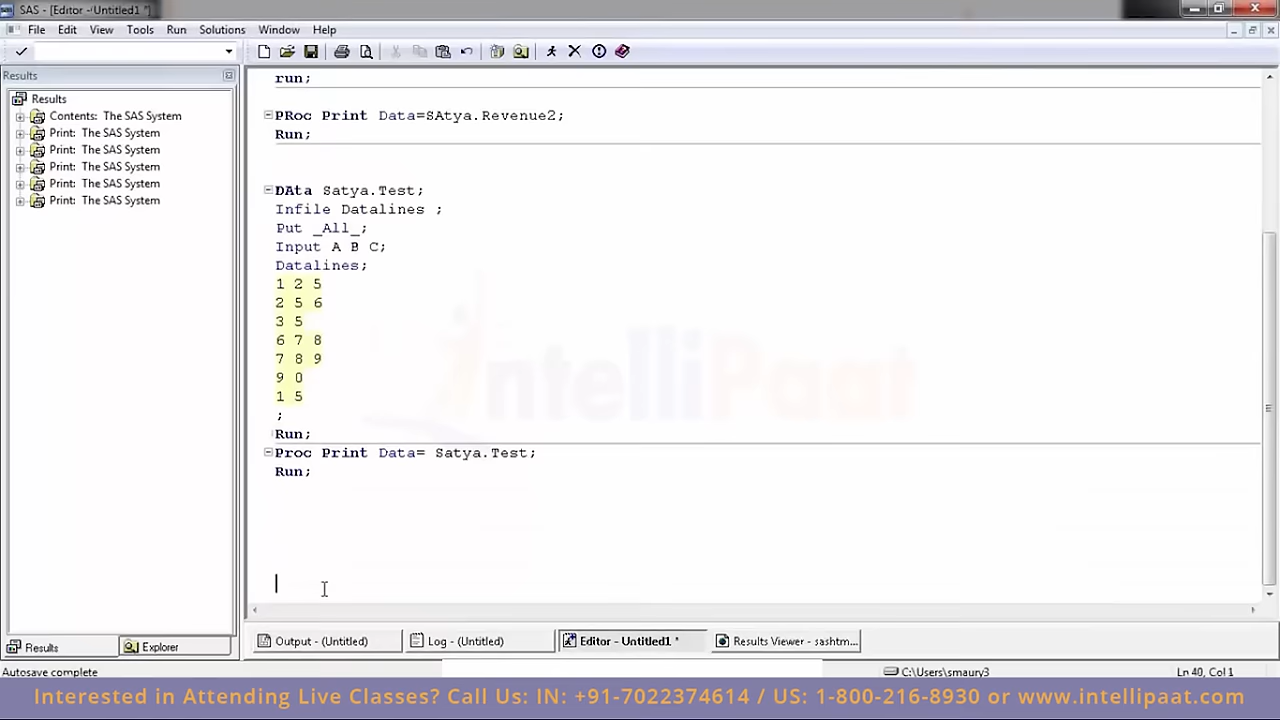 SAS - [Editor - Untitled1 *]
File Edit View Tools Run Solutions Window Help
Results
Results
Contents: The SAS System
Print: The SAS System
Print: The SAS System
Print: The SAS System
Print: The SAS System
Print: The SAS System
run;
PRoc Print Data=SAtya.Revenue2;
Run;
DAta Satya.Test;
Infile Datalines ;
Put _All_;
Input A B C;
Datalines;
1 2 5
2 5 6
3 5
6 7 8
7 8 9
9 0
1 5
;
Run;
Proc Print Data= Satya.Test;
Run;
intelliPaat
Results Explorer
Output - (Untitled) Log - (Untitled) Editor - Untitled1 * Results Viewer - sashtm...
Autosave complete C:\Users\smaury3 Ln 40, Col 1
Interested in Attending Live Classes? Call Us: IN: +91-7022374614 / US: 1-800-216-8930 or www.intellipaat.com